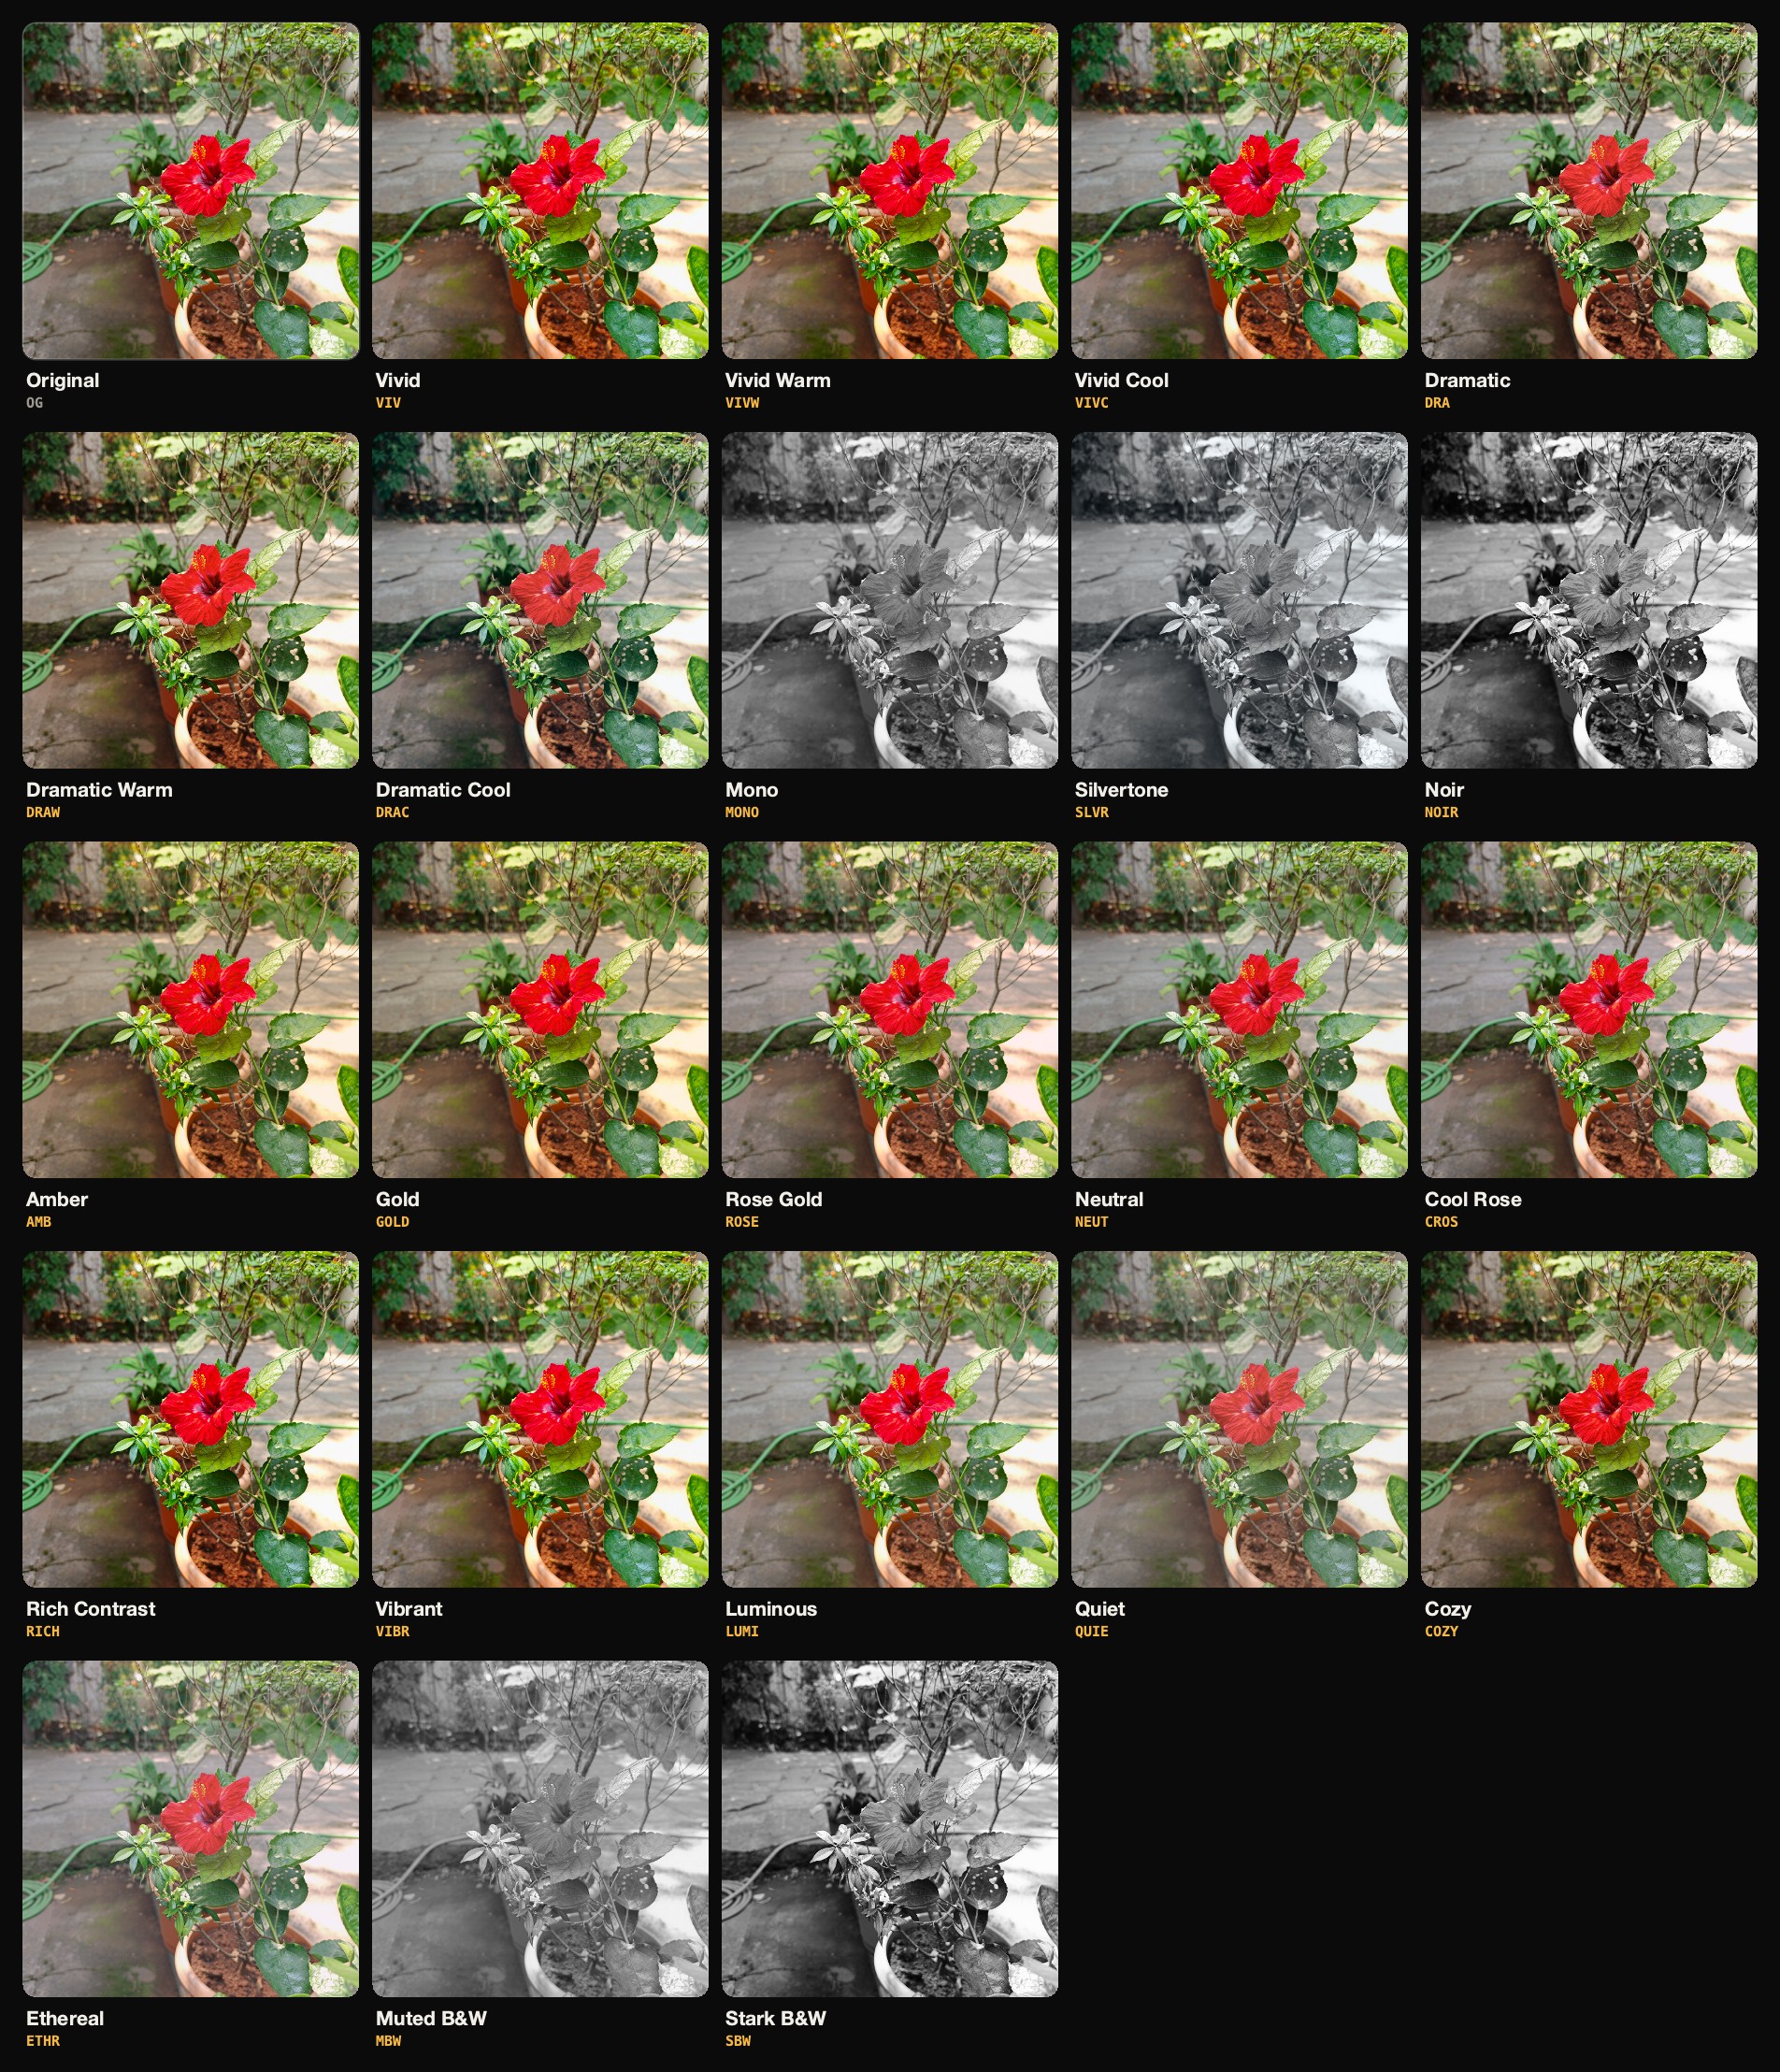 Original
OG
Vivid
VIV
Vivid Warm
VIVW
Vivid Cool
VIVC
Dramatic
DRA
Dramatic Warm
DRAW
Dramatic Cool
DRAC
Mono
MONO
Silvertone
SLVR
Noir
NOIR
Amber
AMB
Gold
GOLD
Rose Gold
ROSE
Neutral
NEUT
Cool Rose
CROS
Rich Contrast
RICH
Vibrant
VIBR
Luminous
LUMI
Quiet
QUIE
Cozy
COZY
Ethereal
ETHR
Muted B&W
MBW
Stark B&W
SBW